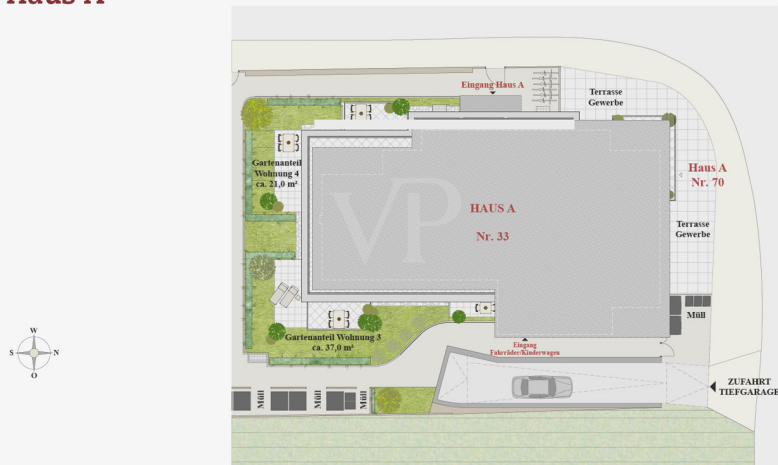 Haus A
Eingang Haus A
Terrasse
Gewerbe
Gartenanteil
Wohnung 4
ca. 21,0 m²
Haus A
Nr. 70
HAUS A
Nr. 33
VP
Terrasse
Gewerbe
Müll
Gartenanteil Wohnung 3
ca. 37,0 m²
Eingang
Fahrräder/Kinderwagen
W
S
N
O
ZUFAHRT
TIEFGARAGE
Müll
Müll
Müll